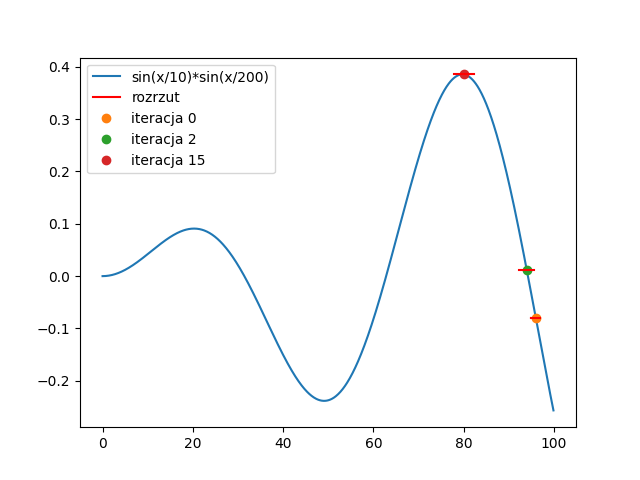 0.4
0.3
0.2
0.1
0.0
−0.1
−0.2
sin(x/10)*sin(x/200)
rozrzut
iteracja 0
iteracja 2
iteracja 15
0 20 40 60 80 100